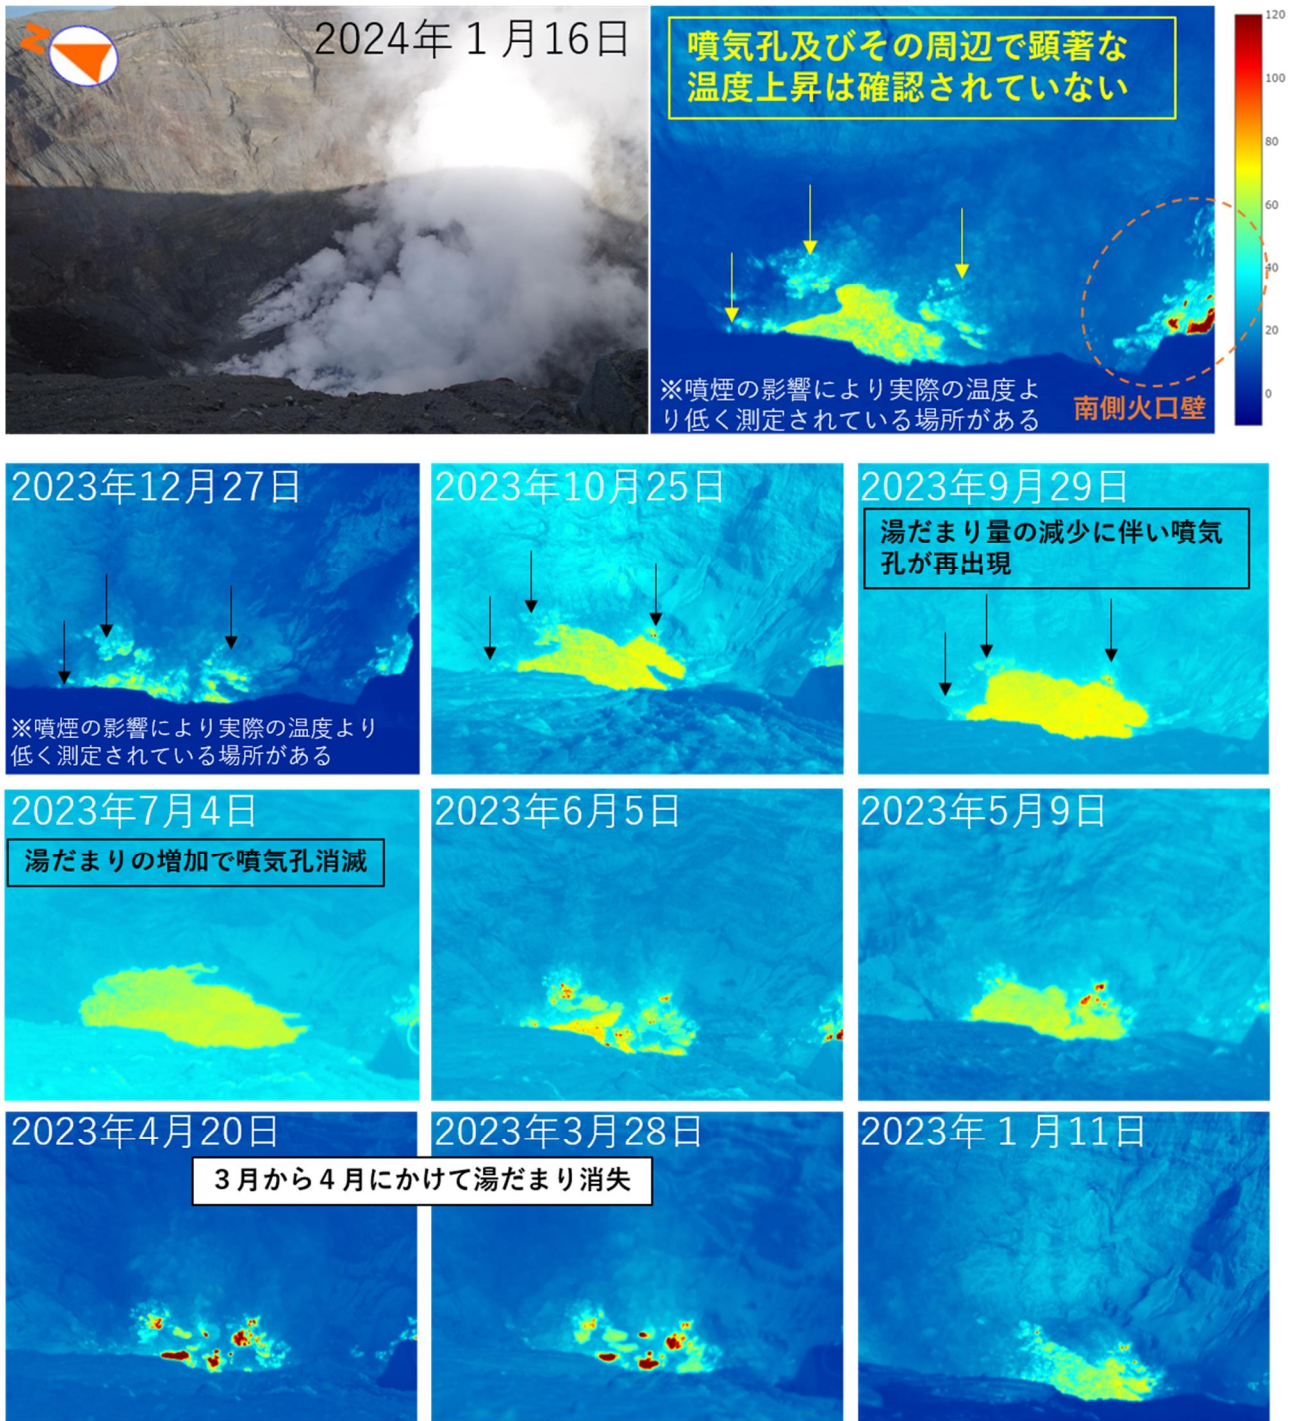 N
2024年１月16日
噴気孔及びその周辺で顕著な
温度上昇は確認されていない
120
100
80
60
40
20
0
※噴煙の影響により実際の温度よ
り低く測定されている場所がある
南側火口壁
2023年12月27日
※噴煙の影響により実際の温度より
低く測定されている場所がある
2023年10月25日
2023年9月29日
湯だまり量の減少に伴い噴気
孔が再出現
2023年7月4日
湯だまりの増加で噴気孔消滅
2023年6月5日
2023年5月9日
2023年4月20日
2023年3月28日
３月から４月にかけて湯だまり消失
2023年１月11日